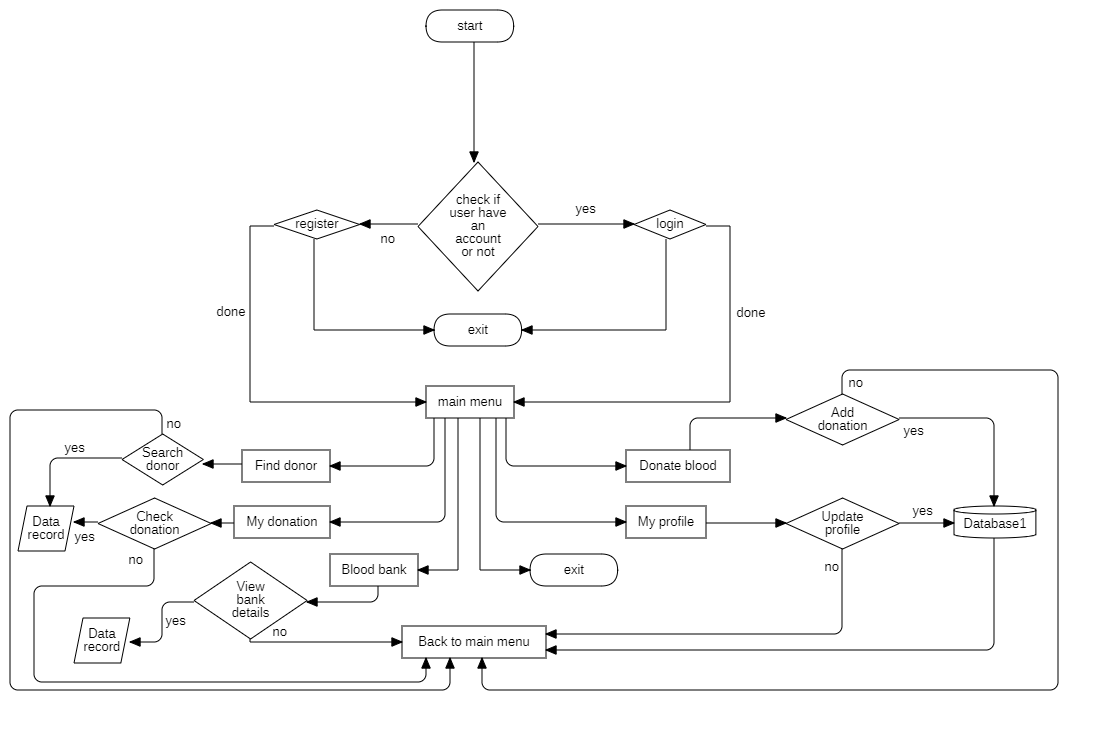 start
check if
user have
an
account
or not
register
no
yes
login
done
exit
done
main menu
no
Add
donation
no
yes
yes
Search
donor
Find donor
Donate blood
Data
record
yes
Check
donation
My donation
My profile
Update
profile
yes
Database1
no
Blood bank
exit
no
View
bank
details
yes
no
Data
record
Back to main menu